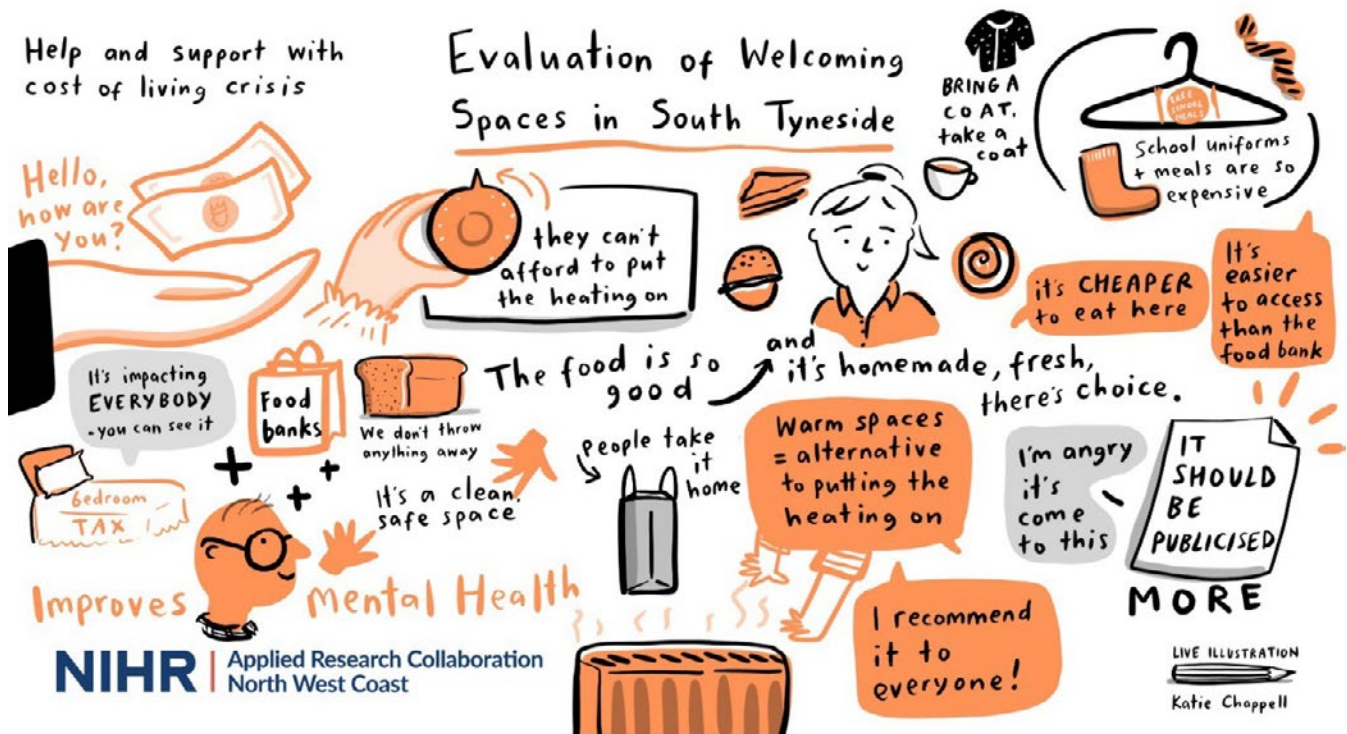 Help and support with
cost of living crisis
Evaluation of Welcoming
Spaces in South Tyneside
BRING A
COAT,
take a
coat
FREE
SCHOOL
MEALS
School uniforms
+ meals are so
expensive
Hello,
how are
you?
they can't
afford to put
the heating on
it's CHEAPER
to eat here
It's
easier
to access
than the
food bank
It's impacting
EVERYBODY
- you can see it
Food
banks
We don't throw
anything away
The food is so
good
and
it's homemade, fresh,
there's choice.
bedroom
TAX
It's a clean,
safe space
people take
it
home
Warm spaces
= alternative
to putting the
heating on
I'm angry
it's
come
to this
IT
SHOULD
BE
PUBLICISED
MORE
Improves
Mental Health
I recommend
it to
everyone!
NIHR | Applied Research Collaboration
North West Coast
LIVE ILLUSTRATION
Katie Chappell